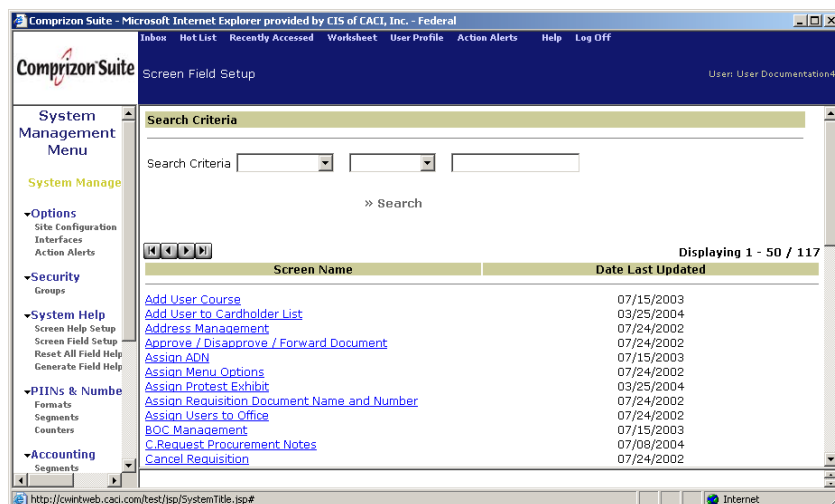 Comprizon Suite - Microsoft Internet Explorer provided by CIS of CACI, Inc. - Federal
Inbox Hot List Recently Accessed Worksheet User Profile Action Alerts Help Log Off
Comprizon Suite
Screen Field Setup
User: User Documentation4
System Management Menu
System Manage
Options
Site Configuration
Interfaces
Action Alerts
Security
Groups
System Help
Screen Help Setup
Screen Field Setup
Reset All Field Help
Generate Field Help
PIINs & Numbe
Formats
Segments
Counters
Accounting
Segments
Search Criteria
Search Criteria
» Search
Displaying 1 - 50 / 117
Screen Name Date Last Updated
Add User Course 07/15/2003
Add User to Cardholder List 03/25/2004
Address Management 07/24/2002
Approve / Disapprove / Forward Document 07/24/2002
Assign ADN 07/15/2003
Assign Menu Options 07/24/2002
Assign Protest Exhibit 03/25/2004
Assign Requisition Document Name and Number 07/24/2002
Assign Users to Office 07/24/2002
BOC Management 07/15/2003
C.Request Procurement Notes 07/08/2004
Cancel Requisition 07/24/2002
http://cwintweb.caci.com/test/jsp/SystemTitle.jsp# Internet